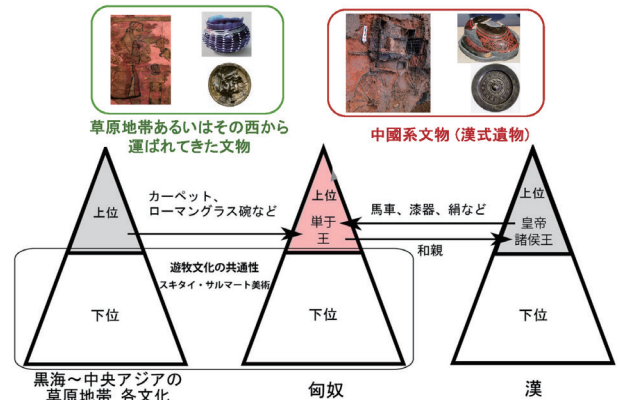 草原地帯あるいはその西から
運ばれてきた文物
中國系文物(漢式遺物)
上位
カーペット、
ローマングラス碗など
上位
単于
王
馬車、漆器、絹など
和親
上位
皇帝
諸侯王
遊牧文化の共通性
スキタイ・サルマート美術
下位
下位
下位
黒海~中央アジアの
草原地帯 各文化
匈奴
漢